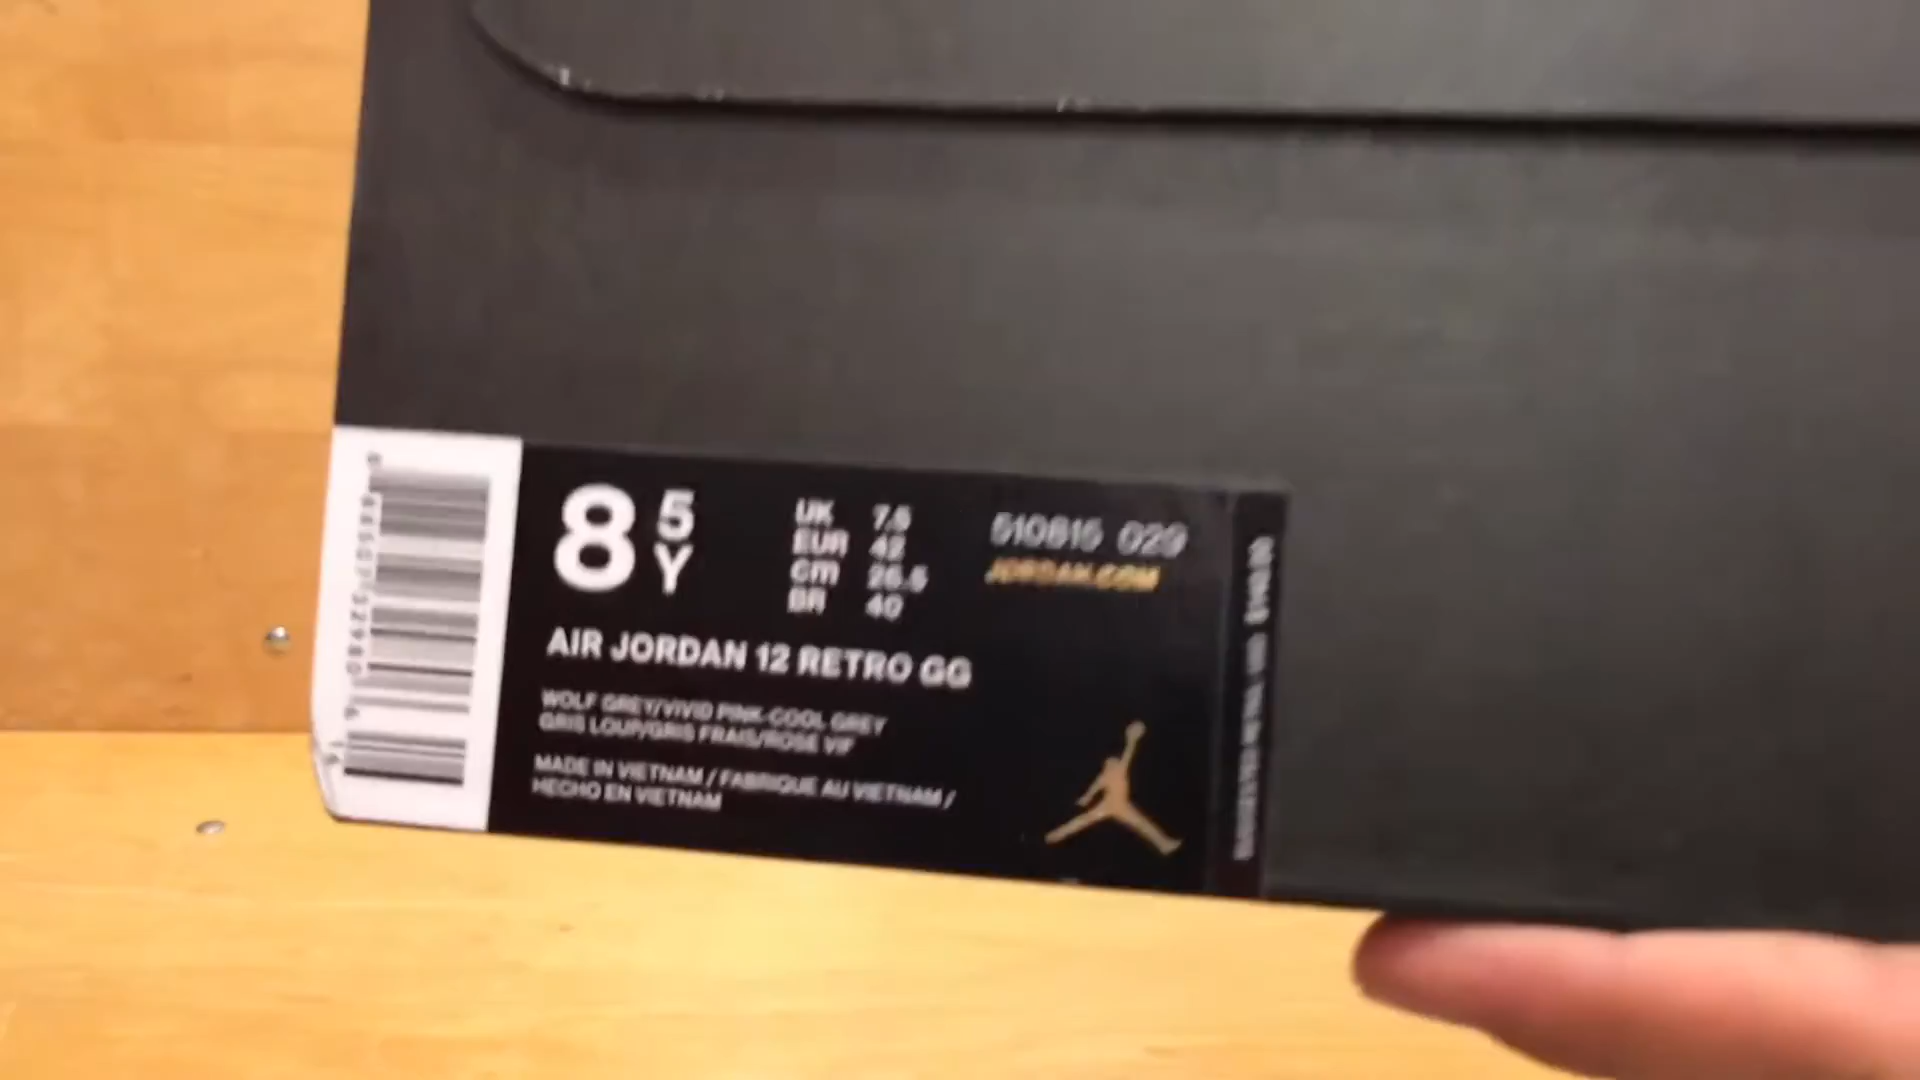 8 5 Y
UK 7.5
EUR 42
cm 26.5
BR 40
510815 029
JORDAN.COM
AIR JORDAN 12 RETRO GG
WOLF GREY/VIVID PINK-COOL GREY
GRIS LOUP/GRIS FRAIS/ROSE VIF
MADE IN VIETNAM / FABRIQUE AU VIETNAM /
HECHO EN VIETNAM